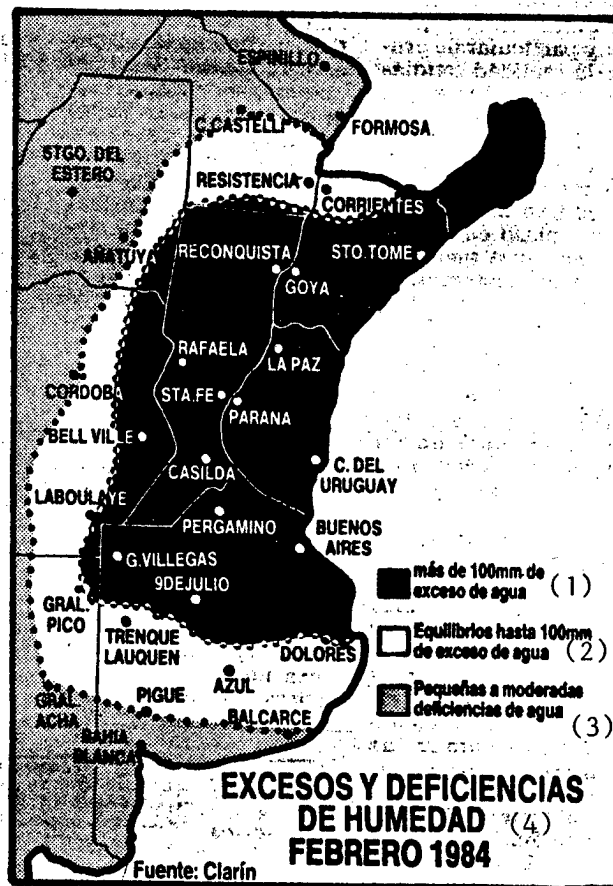 ESPINILLO
C.CASTELLI
FORMOSA
STGO. DEL
ESTERO
RESISTENCIA
CORRIENTES
AÑATUYA
RECONQUISTA
GOYA
STO.TOME
RAFAELA
LA PAZ
CORDOBA
STA.FE
PARANA
BELL VILLE
CASILDA
C. DEL
URUGUAY
LABOULAYE
PERGAMINO
BUENOS
AIRES
G.VILLEGAS
9DEJULIO
GRAL.
PICO
TRENQUE
LAUQUEN
DOLORES
AZUL
GRAL.
ACHA
PIGUE
BALCARCE
BAHIA
BLANCA
más de 100mm de
exceso de agua (1)
Equilibrios hasta 100mm
de exceso de agua (2)
Pequeñas a moderadas
deficiencias de agua (3)
EXCESOS Y DEFICIENCIAS
DE HUMEDAD (4)
FEBRERO 1984
Fuente: Clarín